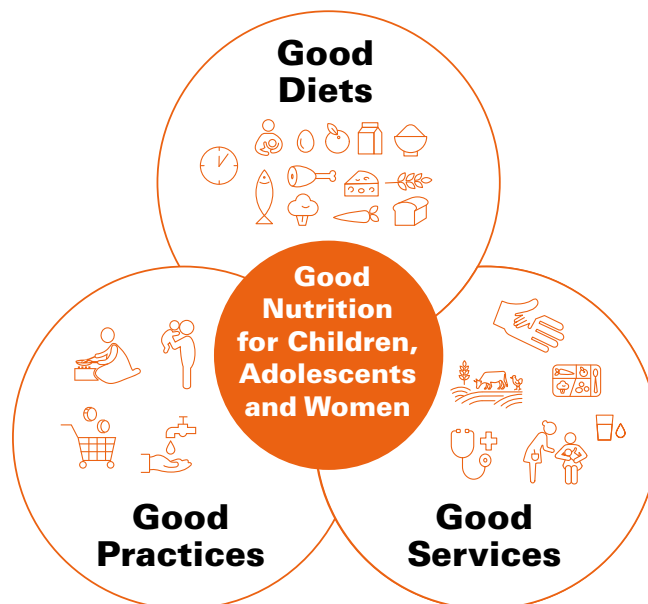 Good
Diets
Good
Nutrition
for Children,
Adolescents
and Women
Good
Practices
Good
Services